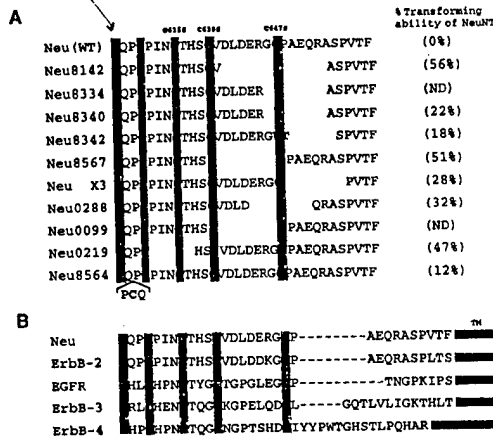 A
% Transforming
ability of NeuNT
Neu(WT) QP PIN THS VDLDERG PAEQRASPVTF (0%)
Neu8142 QP PIN THS V ASPVTF (56%)
Neu8334 QP PIN THS VDLDER ASPVTF (ND)
Neu8340 QP PIN THS VDLDER ASPVTF (22%)
Neu8342 QP PIN THS VDLDERG T SPVTF (18%)
Neu8567 QP PIN THS PAEQRASPVTF (51%)
Neu X3 QP PIN THS VDLDERG PVTF (28%)
Neu0288 QP PIN THS VDLD QRASPVTF (32%)
Neu0099 QP PIN THS PAEQRASPVTF (ND)
Neu0219 QP HS VDLDERG PAEQRASPVTF (47%)
Neu8564 QP PIN THS VDLDERG PAEQRASPVTF (12%)
PCQ
B
TM
Neu QP PIN THS VDLDERG P----------AEQRASPVTF
ErbB-2 QP PIN THS VDLDDKG P----------AEQRASPLTS
EGFR HL HPN TYG TGPGLEG L------------TNGPKIPS
ErbB-3 RL HEN TQG KGPELQD L-------GQTLVLIGKTHLT
ErbB-4 HP HPN TQG NGPTSHD IYYPWTGHSTLPQHAR